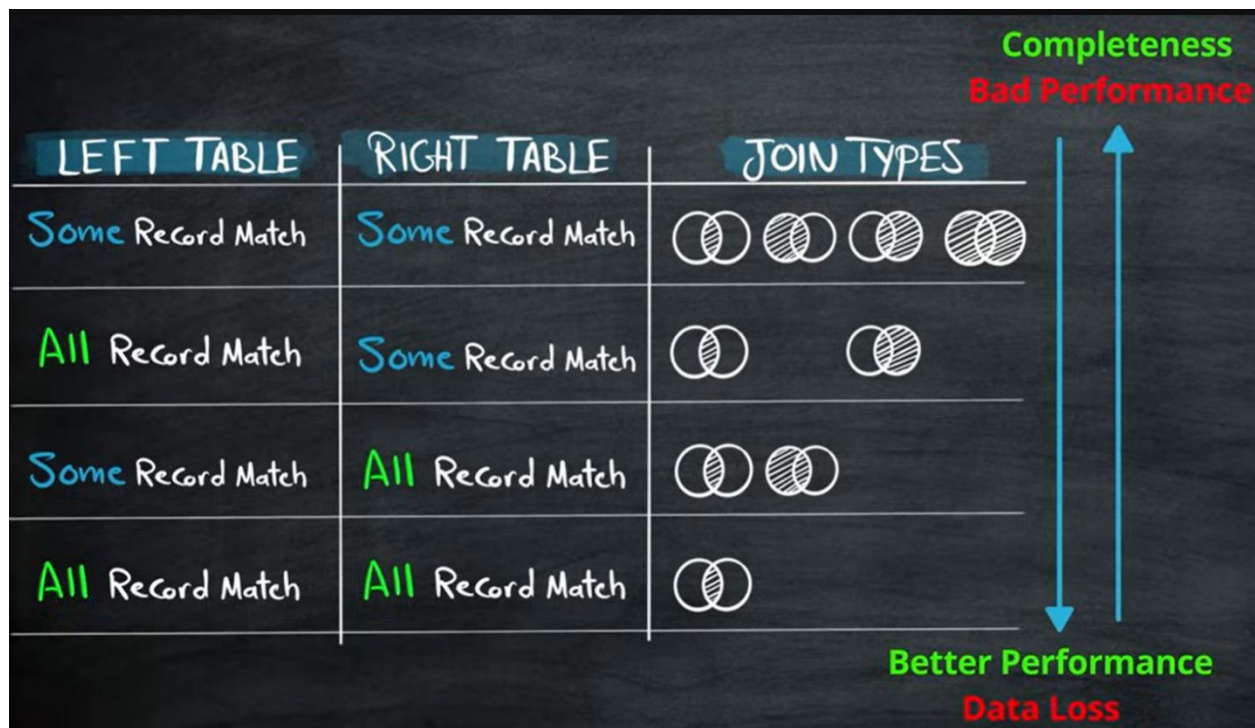 Completeness
Bad Performance
LEFT TABLE RIGHT TABLE JOIN TYPES
Some Record Match Some Record Match
All Record Match Some Record Match
Some Record Match All Record Match
All Record Match All Record Match
Better Performance
Data Loss